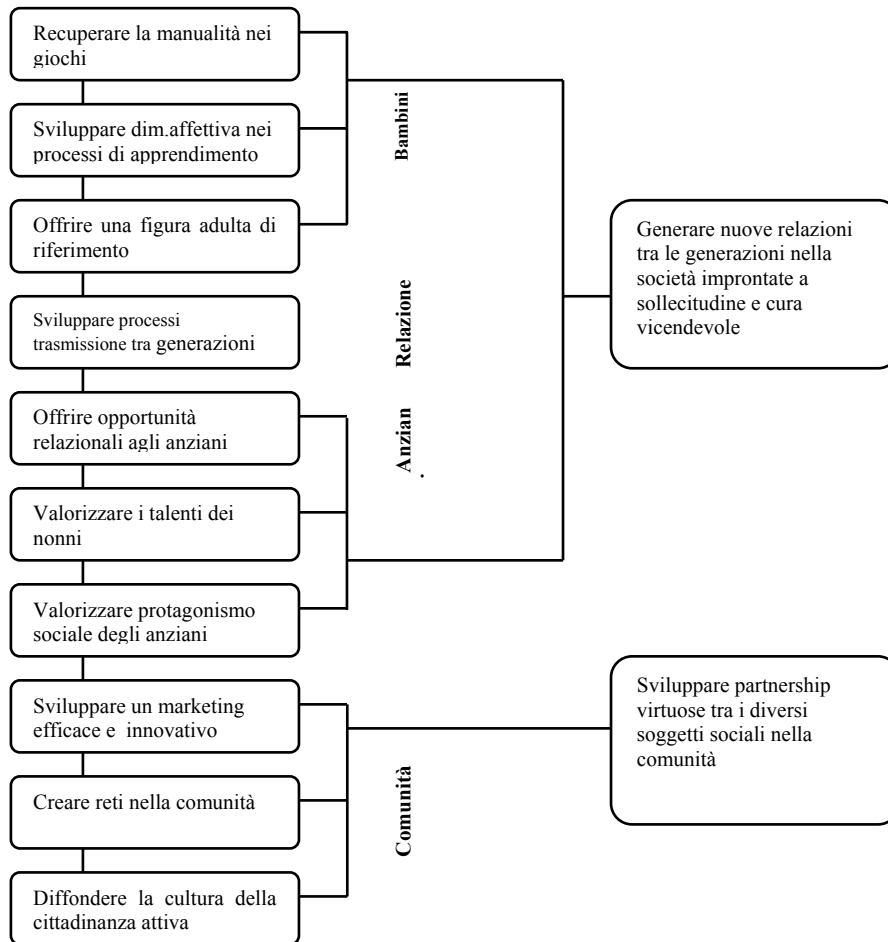 Recuperare la manualità nei
giochi
Sviluppare dim.affettiva nei
processi di apprendimento
Offrire una figura adulta di
riferimento
Sviluppare processi
trasmissione tra generazioni
Offrire opportunità
relazionali agli anziani
Valorizzare i talenti dei
nonni
Valorizzare protagonismo
sociale degli anziani
Sviluppare un marketing
efficace e innovativo
Creare reti nella comunità
Diffondere la cultura della
cittadinanza attiva
Bambini
Relazione
Anzian
.
Comunità
Generare nuove relazioni
tra le generazioni nella
società improntate a
sollecitudine e cura
vicendevole
Sviluppare partnership
virtuose tra i diversi
soggetti sociali nella
comunità